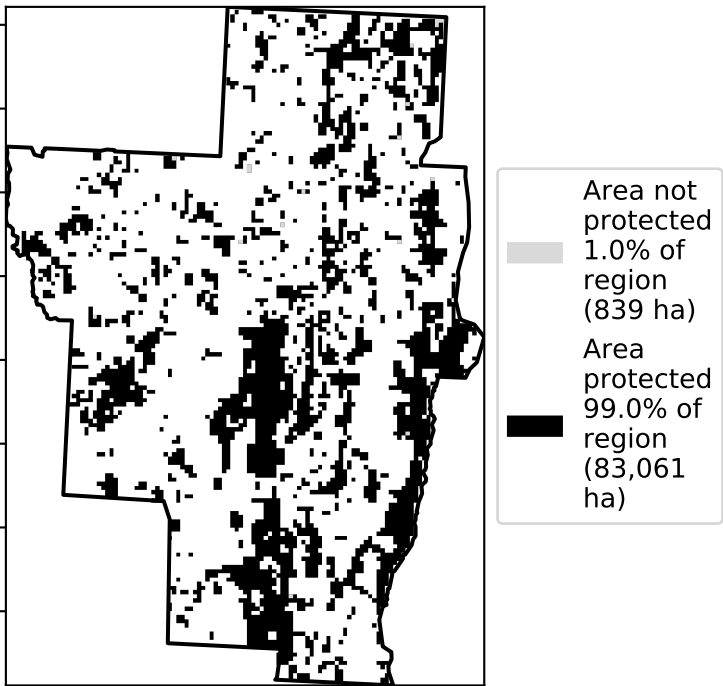 Area not
protected
1.0% of
region
(839 ha)
Area
protected
99.0% of
region
(83,061
ha)